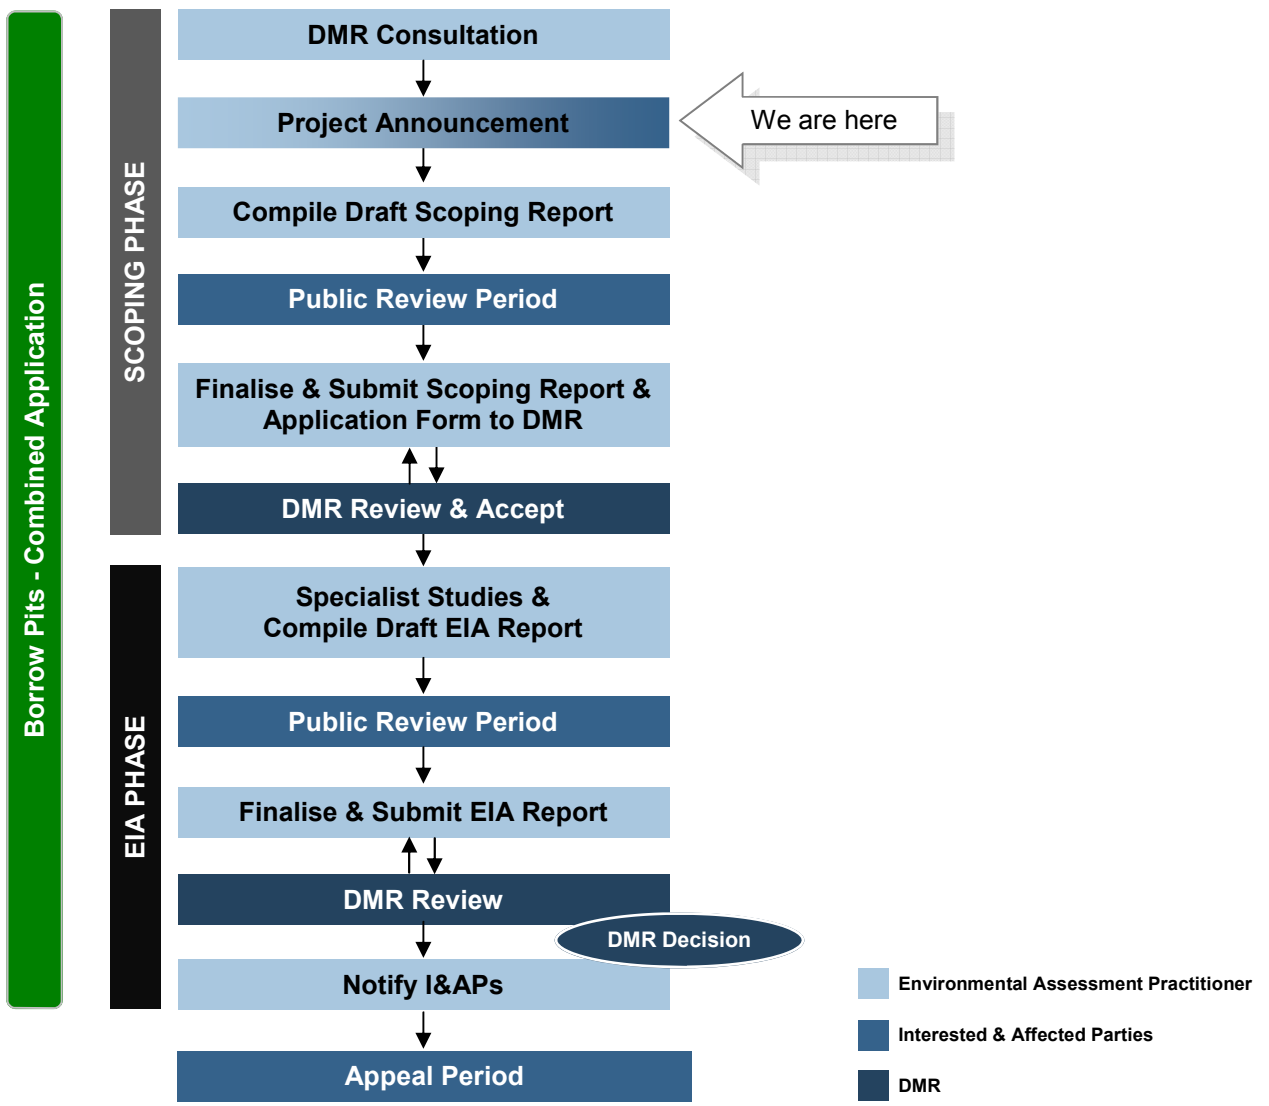 Borrow Pits - Combined Application
SCOPING PHASE
DMR Consultation
Project Announcement
We are here
Compile Draft Scoping Report
Public Review Period
Finalise & Submit Scoping Report &
Application Form to DMR
DMR Review & Accept
EIA PHASE
Specialist Studies &
Compile Draft EIA Report
Public Review Period
Finalise & Submit EIA Report
DMR Review
DMR Decision
Notify I&APs
Appeal Period
Environmental Assessment Practitioner
Interested & Affected Parties
DMR